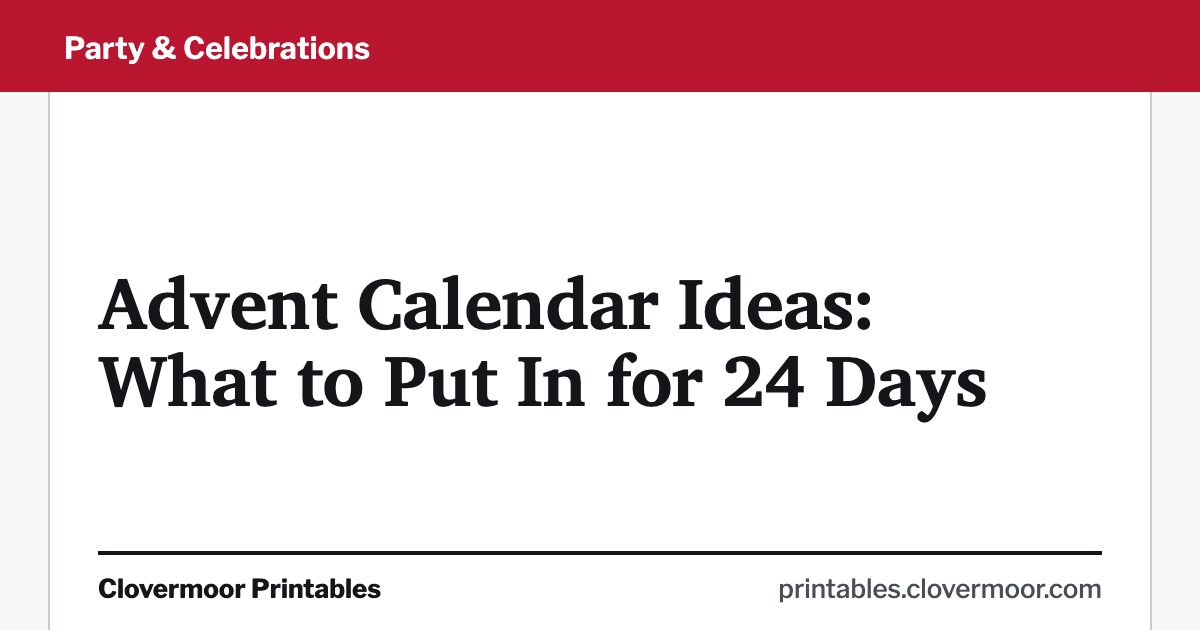 Party & Celebrations
Advent Calendar Ideas:
What to Put In for 24 Days
Clovermoor Printables
printables.clovermoor.com